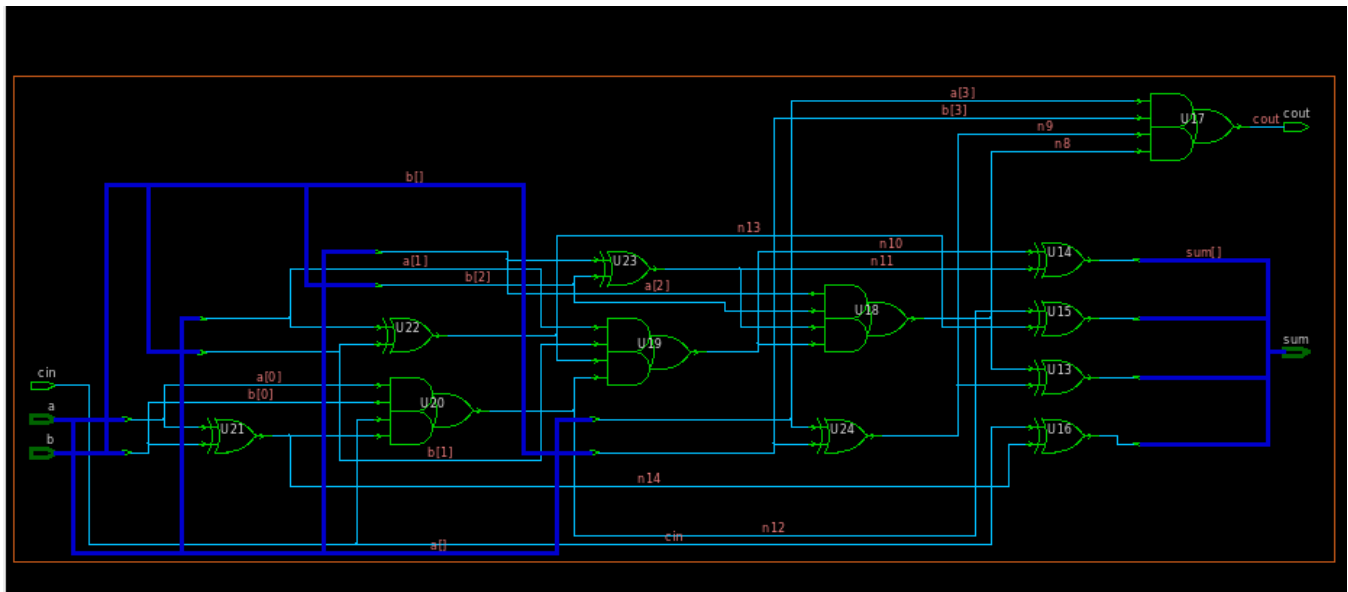 a[3]
b[3]
U17
cout
cout
n9
n8
b[]
n13
n10
U14
sum[]
a[1]
U23
n11
b[2]
a[2]
U22
U18
U15
U19
sum
cin
a[0]
U13
b[0]
U20
a
U21
U24
U16
b
b[1]
n14
n12
cin
a[]